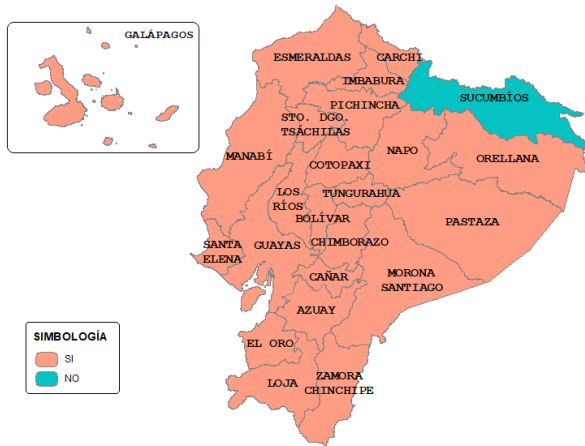 GALÁPAGOS
ESMERALDAS
CARCHI
IMBABURA
SUCUMBÍOS
PICHINCHA
STO. DGO.
TSÁCHILAS
MANABÍ
COTOPAXI
NAPO
ORELLANA
LOS
RÍOS
TUNGURAHUA
BOLÍVAR
PASTAZA
SANTA
ELENA
GUAYAS
CHIMBORAZO
CAÑAR
MORONA
SANTIAGO
AZUAY
EL ORO
LOJA
ZAMORA
CHINCHIPE
SIMBOLOGÍA
SI
NO